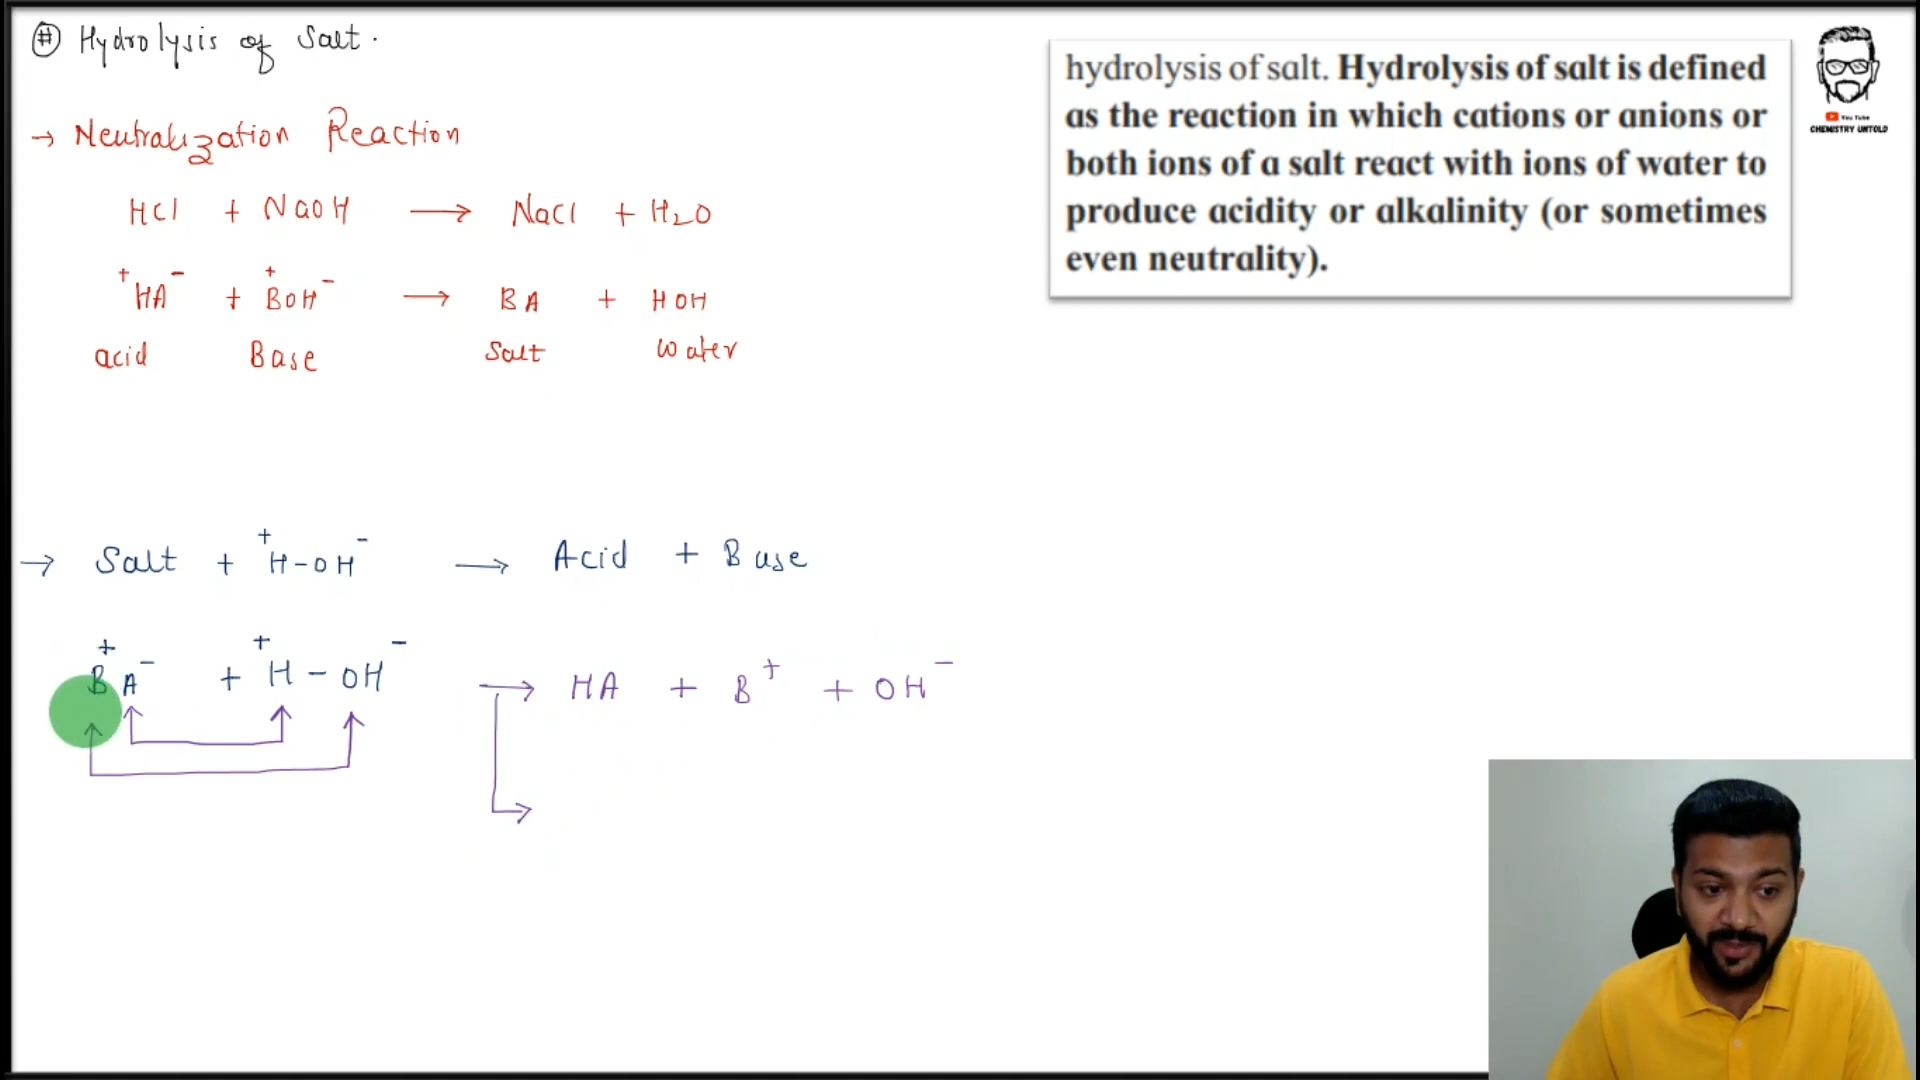 # Hydrolysis of Salt.
→ Neutralization Reaction
HCl + NaOH → NaCl + H₂O
⁺HA⁻ + B⁺OH⁻ → BA + HOH
acid Base Salt Water
→ Salt + ⁺H-OH⁻ → Acid + Base
B⁺A⁻ + ⁺H-OH⁻ → HA + B⁺ + OH⁻
hydrolysis of salt. Hydrolysis of salt is defined
as the reaction in which cations or anions or
both ions of a salt react with ions of water to
produce acidity or alkalinity (or sometimes
even neutrality).
You Tube
CHEMISTRY UNTOLD